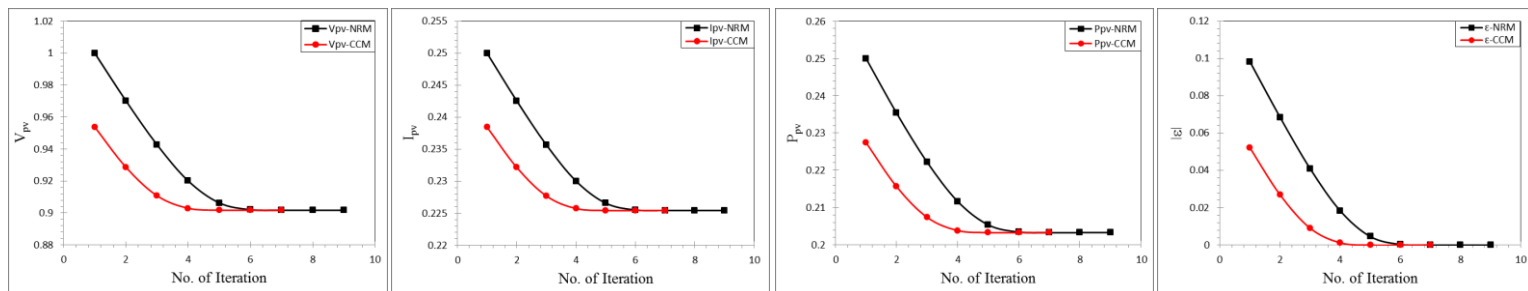 1.02
1
0.98
0.96
0.94
0.92
0.9
0.88
0 2 4 6 8 10
V_pv
No. of Iteration
Vpv-NRM
Vpv-CCM
0.255
0.25
0.245
0.24
0.235
0.23
0.225
0.22
0 2 4 6 8 10
I_pv
No. of Iteration
Ipv-NRM
Ipv-CCM
0.26
0.25
0.24
0.23
0.22
0.21
0.2
0 2 4 6 8 10
P_pv
No. of Iteration
Ppv-NRM
Ppv-CCM
0.12
0.1
0.08
0.06
0.04
0.02
0
0 2 4 6 8 10
|ε|
No. of Iteration
ε-NRM
ε-CCM